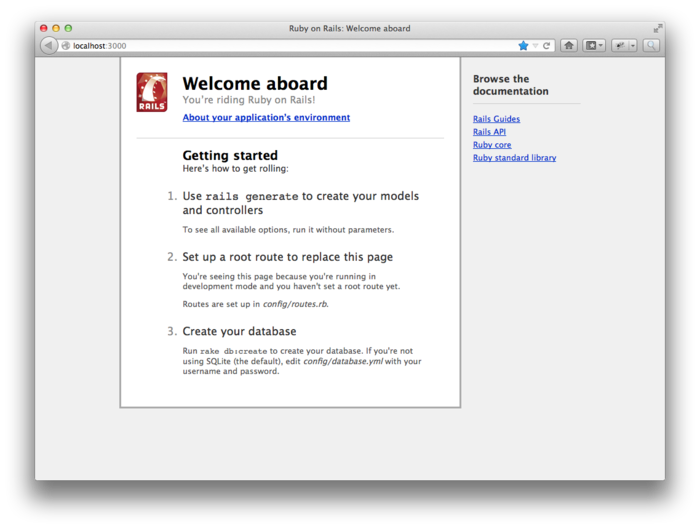 Ruby on Rails: Welcome aboard
localhost:3000
RAILS
Welcome aboard
You're riding Ruby on Rails!
About your application's environment
Getting started
Here's how to get rolling:
1. Use rails generate to create your models
and controllers
To see all available options, run it without parameters.
2. Set up a root route to replace this page
You're seeing this page because you're running in
development mode and you haven't set a root route yet.
Routes are set up in config/routes.rb.
3. Create your database
Run rake db:create to create your database. If you're not
using SQLite (the default), edit config/database.yml with your
username and password.
Browse the
documentation
Rails Guides
Rails API
Ruby core
Ruby standard library